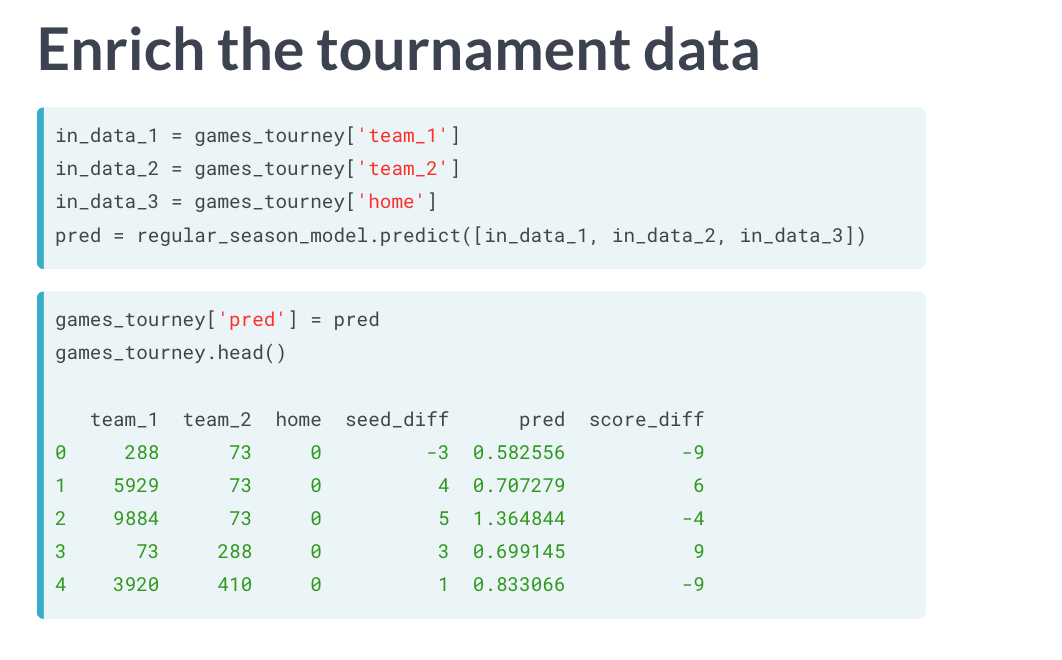 Enrich the tournament data
in_data_1 = games_tourney['team_1']
in_data_2 = games_tourney['team_2']
in_data_3 = games_tourney['home']
pred = regular_season_model.predict([in_data_1, in_data_2, in_data_3])
games_tourney['pred'] = pred
games_tourney.head()
team_1 team_2 home seed_diff pred score_diff
0 288 73 0 -3 0.582556 -9
1 5929 73 0 4 0.707279 6
2 9884 73 0 5 1.364844 -4
3 73 288 0 3 0.699145 9
4 3920 410 0 1 0.833066 -9